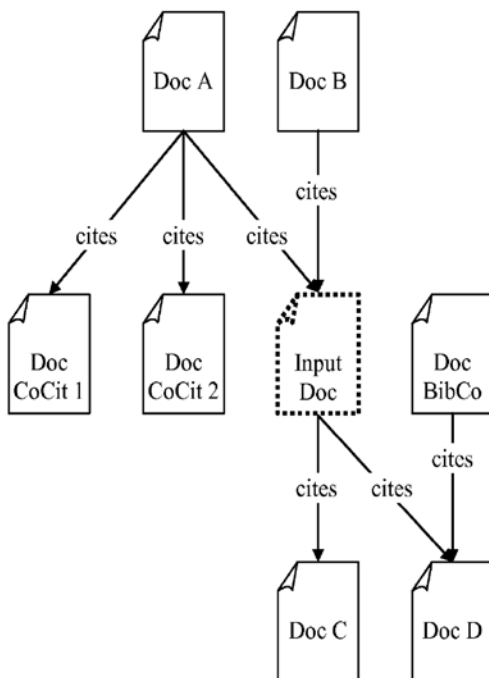 Doc A
Doc B
cites
cites
cites
cites
Doc
CoCit 1
Doc
CoCit 2
Input
Doc
Doc
BibCo
cites
cites
cites
Doc C
Doc D